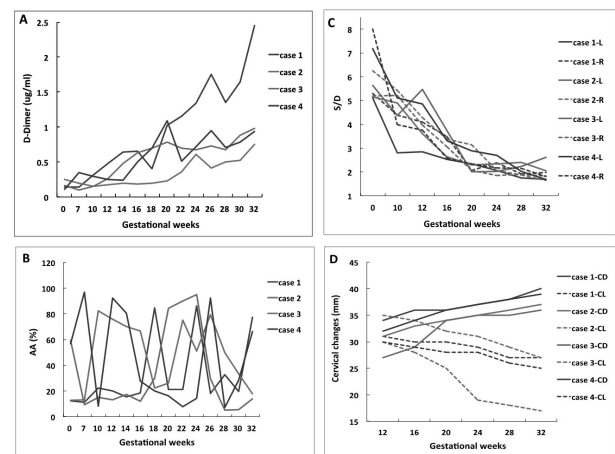 A
D-Dimer (ug/ml)
2.5
2
1.5
1
0.5
0
0 7 10 12 14 16 18 20 22 24 26 28 30 32
Gestational weeks
case 1
case 2
case 3
case 4
C
S/D
8
7
6
5
4
3
2
1
0 10 12 16 20 24 28 32
Gestational weeks
case 1-L
case 1-R
case 2-L
case 2-R
case 3-L
case 3-R
case 4-L
case 4-R
B
AA (%)
120
100
80
60
40
20
0
0 7 10 12 14 16 18 20 22 24 26 28 30 32
Gestational weeks
case 1
case 2
case 3
case 4
D
Cervical changes (mm)
45
40
35
30
25
20
15
12 16 20 24 28 32
Gestational weeks
case 1-CD
case 1-CL
case 2-CD
case 2-CL
case 3-CD
case 3-CL
case 4-CD
case 4-CL